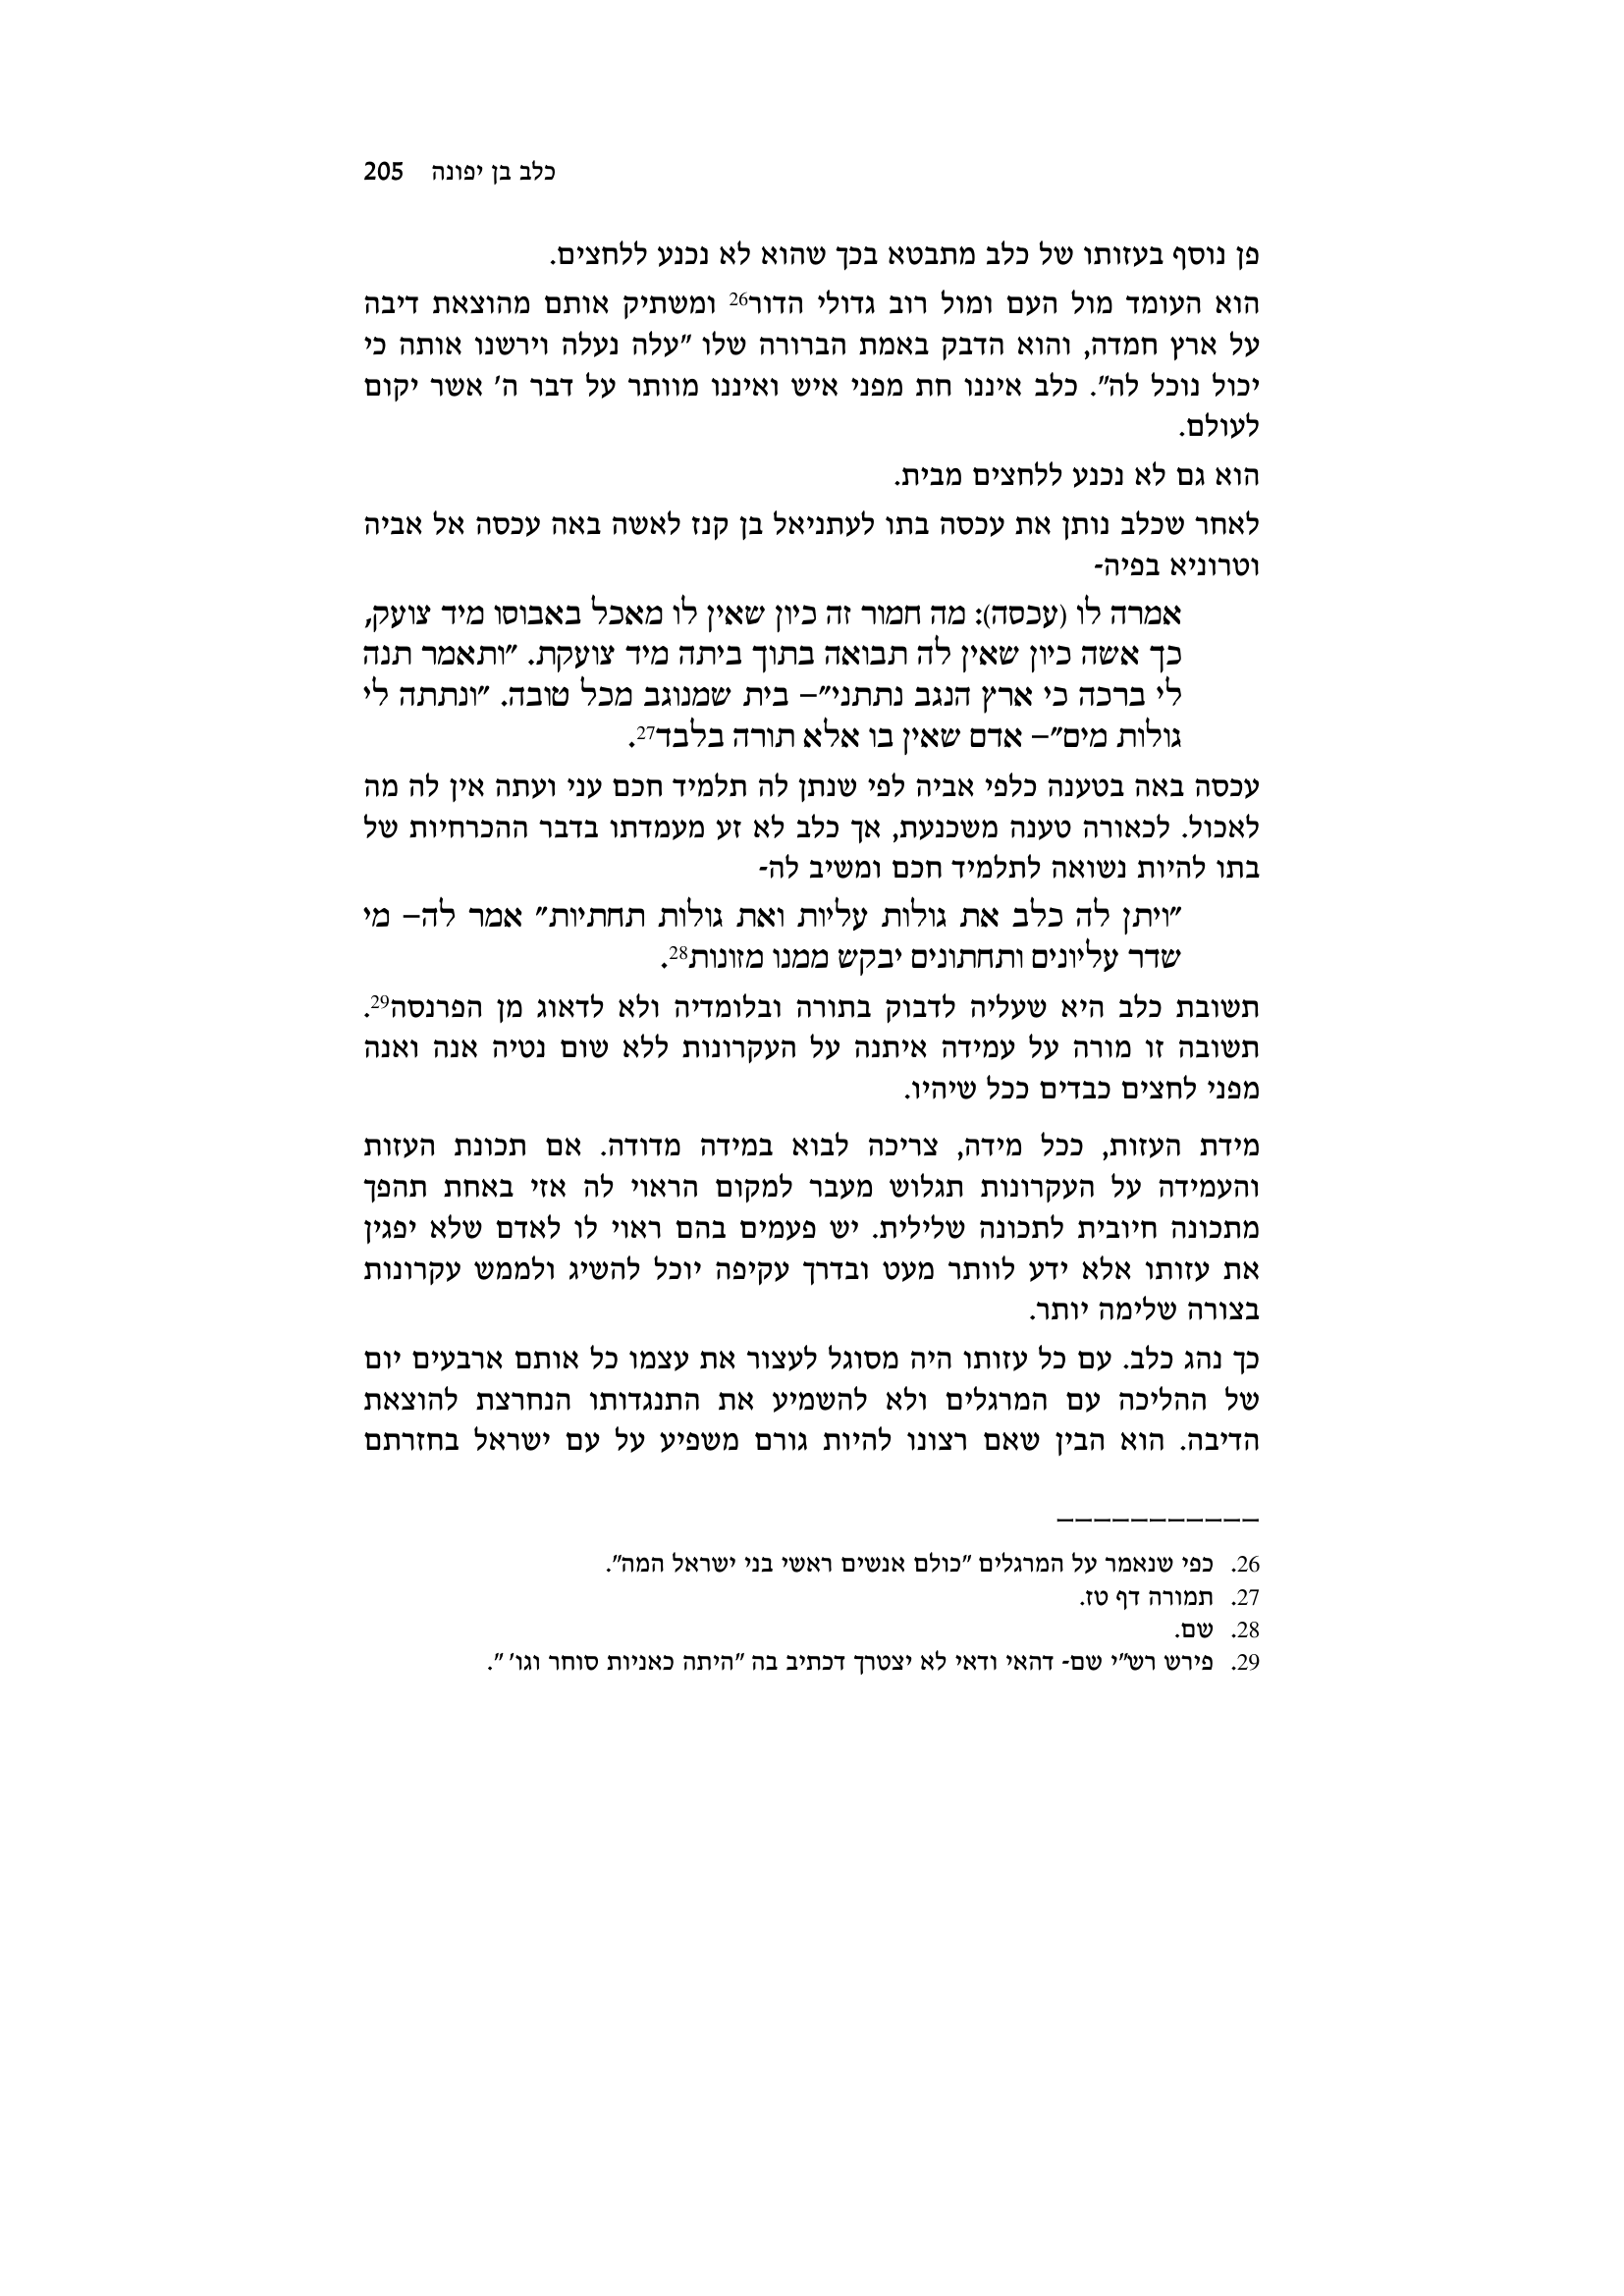 כלב בן יפונה 205
פן נוסף בעזותו של כלב מתבטא בכך שהוא לא נכנע ללחצים.
הוא העומד מול העם ומול רוב גדולי הדור26 ומשתיק אותם מהוצאת דיבה
על ארץ חמדה, והוא הדבק באמת הברורה שלו "עלה נעלה וירשנו אותה כי
יכול נוכל לה". כלב איננו חת מפני איש ואיננו מוותר על דבר ה' אשר יקום
לעולם.
הוא גם לא נכנע ללחצים מבית.
לאחר שכלב נותן את עכסה בתו לעתניאל בן קנז לאשה באה עכסה אל אביה
וטרוניא בפיה-
אמרה לו (עכסה): מה חמור זה כיון שאין לו מאכל באבוסו מיד צועק,
כך אשה כיון שאין לה תבואה בתוך ביתה מיד צועקת. "ותאמר תנה
לי ברכה כי ארץ הנגב נתתני"– בית שמנוגב מכל טובה. "ונתתה לי
גולות מים"– אדם שאין בו אלא תורה בלבד27.
עכסה באה בטענה כלפי אביה לפי שנתן לה תלמיד חכם עני ועתה אין לה מה
לאכול. לכאורה טענה משכנעת, אך כלב לא זע מעמדתו בדבר ההכרחיות של
בתו להיות נשואה לתלמיד חכם ומשיב לה-
"ויתן לה כלב את גולות עליות ואת גולות תחתיות" אמר לה– מי
שדר עליונים ותחתונים יבקש ממנו מזונות28.
תשובת כלב היא שעליה לדבוק בתורה ובלומדיה ולא לדאוג מן הפרנסה29.
תשובה זו מורה על עמידה איתנה על העקרונות ללא שום נטיה אנה ואנה
מפני לחצים כבדים ככל שיהיו.
מידת העזות, ככל מידה, צריכה לבוא במידה מדודה. אם תכונת העזות
והעמידה על העקרונות תגלוש מעבר למקום הראוי לה אזי באחת תהפך
מתכונה חיובית לתכונה שלילית. יש פעמים בהם ראוי לו לאדם שלא יפגין
את עזותו אלא ידע לוותר מעט ובדרך עקיפה יוכל להשיג ולממש עקרונות
בצורה שלימה יותר.
כך נהג כלב. עם כל עזותו היה מסוגל לעצור את עצמו כל אותם ארבעים יום
של ההליכה עם המרגלים ולא להשמיע את התנגדותו הנחרצת להוצאת
הדיבה. הוא הבין שאם רצונו להיות גורם משפיע על עם ישראל בחזרתם
–––––––––––
26. כפי שנאמר על המרגלים "כולם אנשים ראשי בני ישראל המה".
27. תמורה דף טז.
28. שם.
29. פירש רש"י שם- דהאי ודאי לא יצטרך דכתיב בה "היתה כאניות סוחר וגו' ".